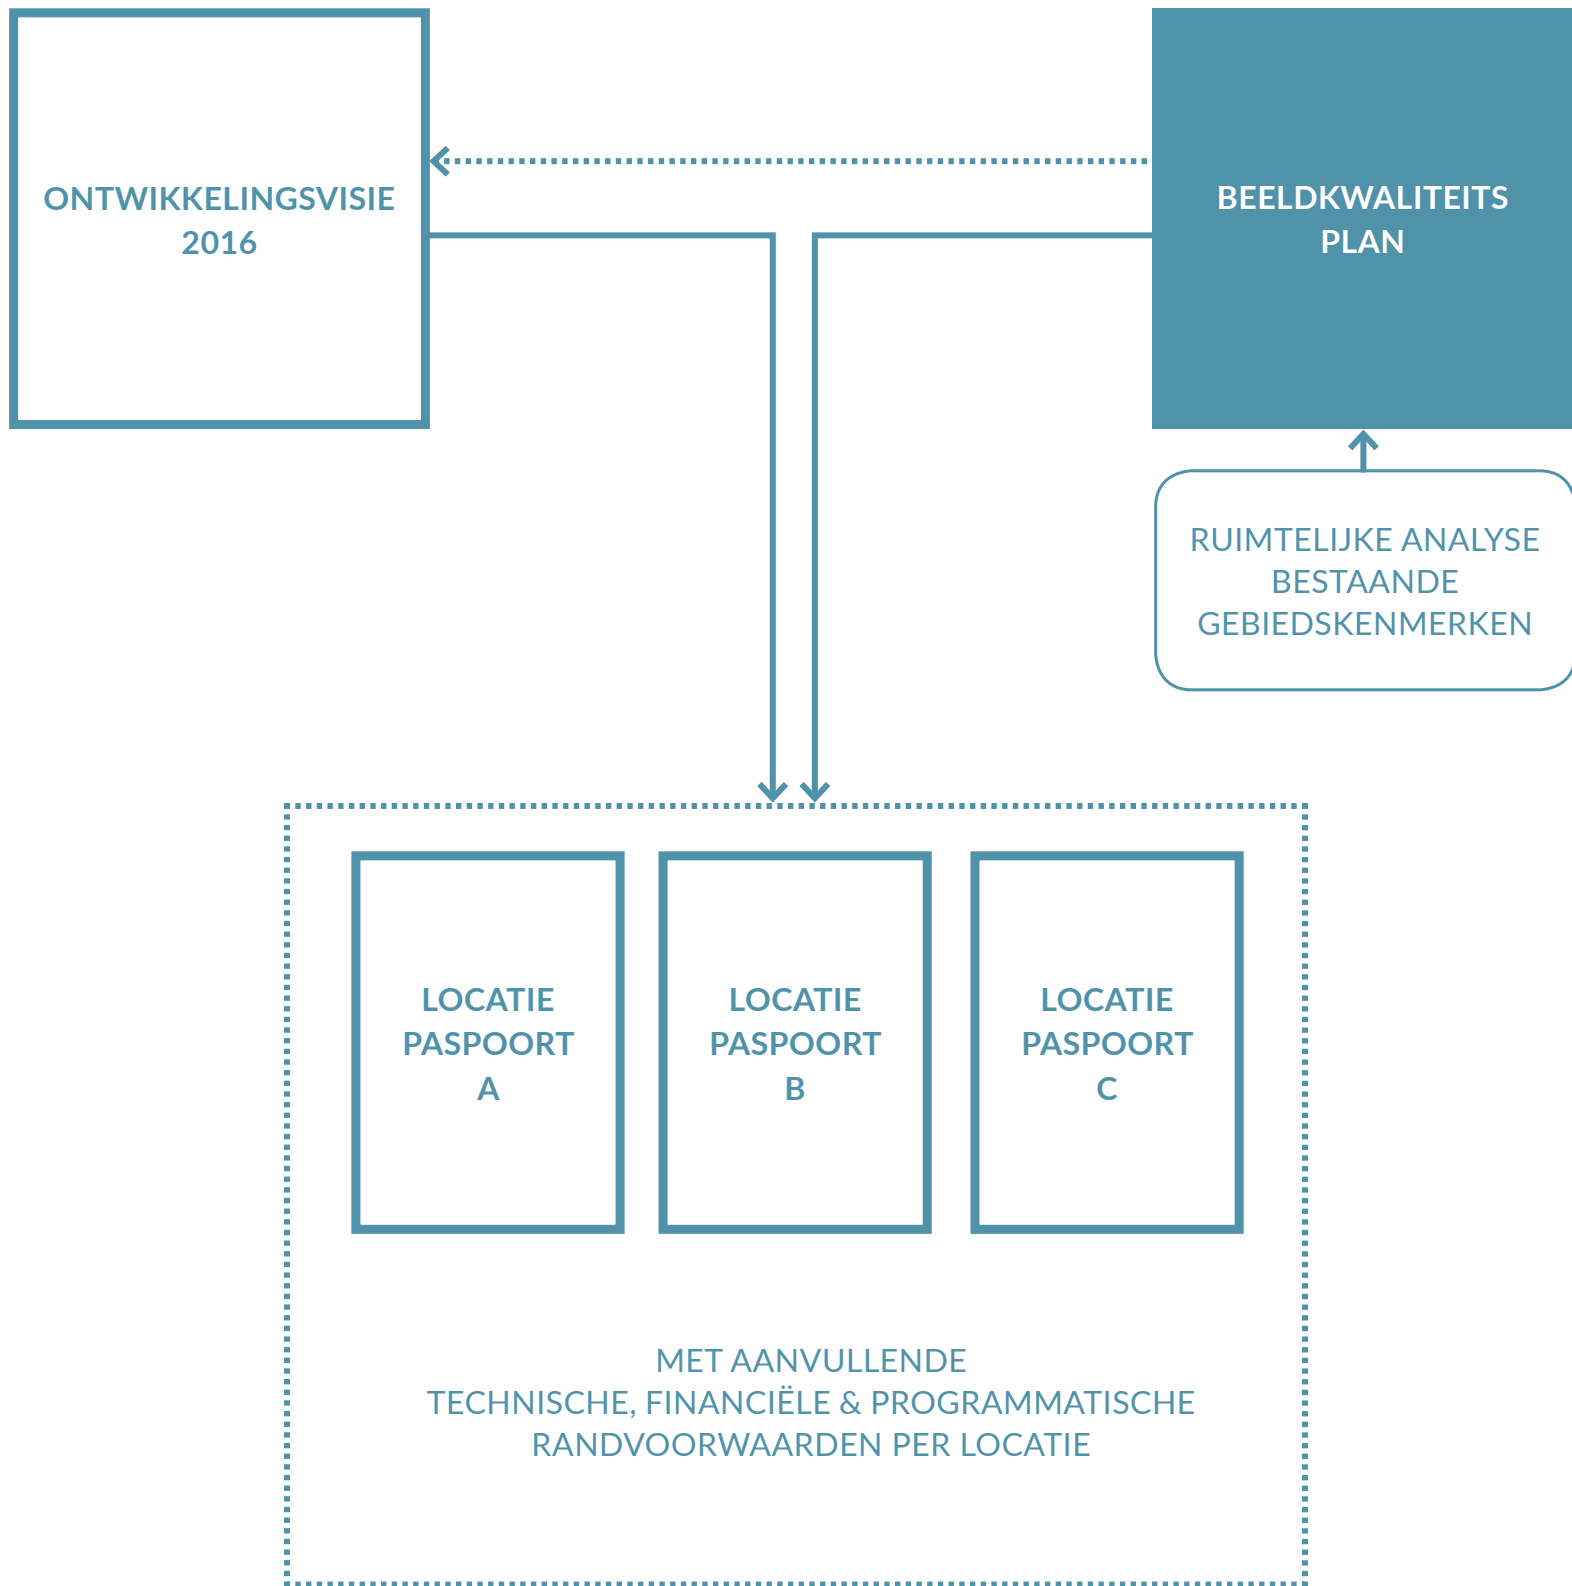 ONTWIKKELINGSVISIE
2016
BEELDKWALITEITS
PLAN
RUIMTELIJKE ANALYSE
BESTAANDE
GEBIEDSKENMERKEN
LOCATIE
PASPOORT
A
LOCATIE
PASPOORT
B
LOCATIE
PASPOORT
C
MET AANVULLENDE
TECHNISCHE, FINANCIËLE & PROGRAMMATISCHE
RANDVOORWAARDEN PER LOCATIE